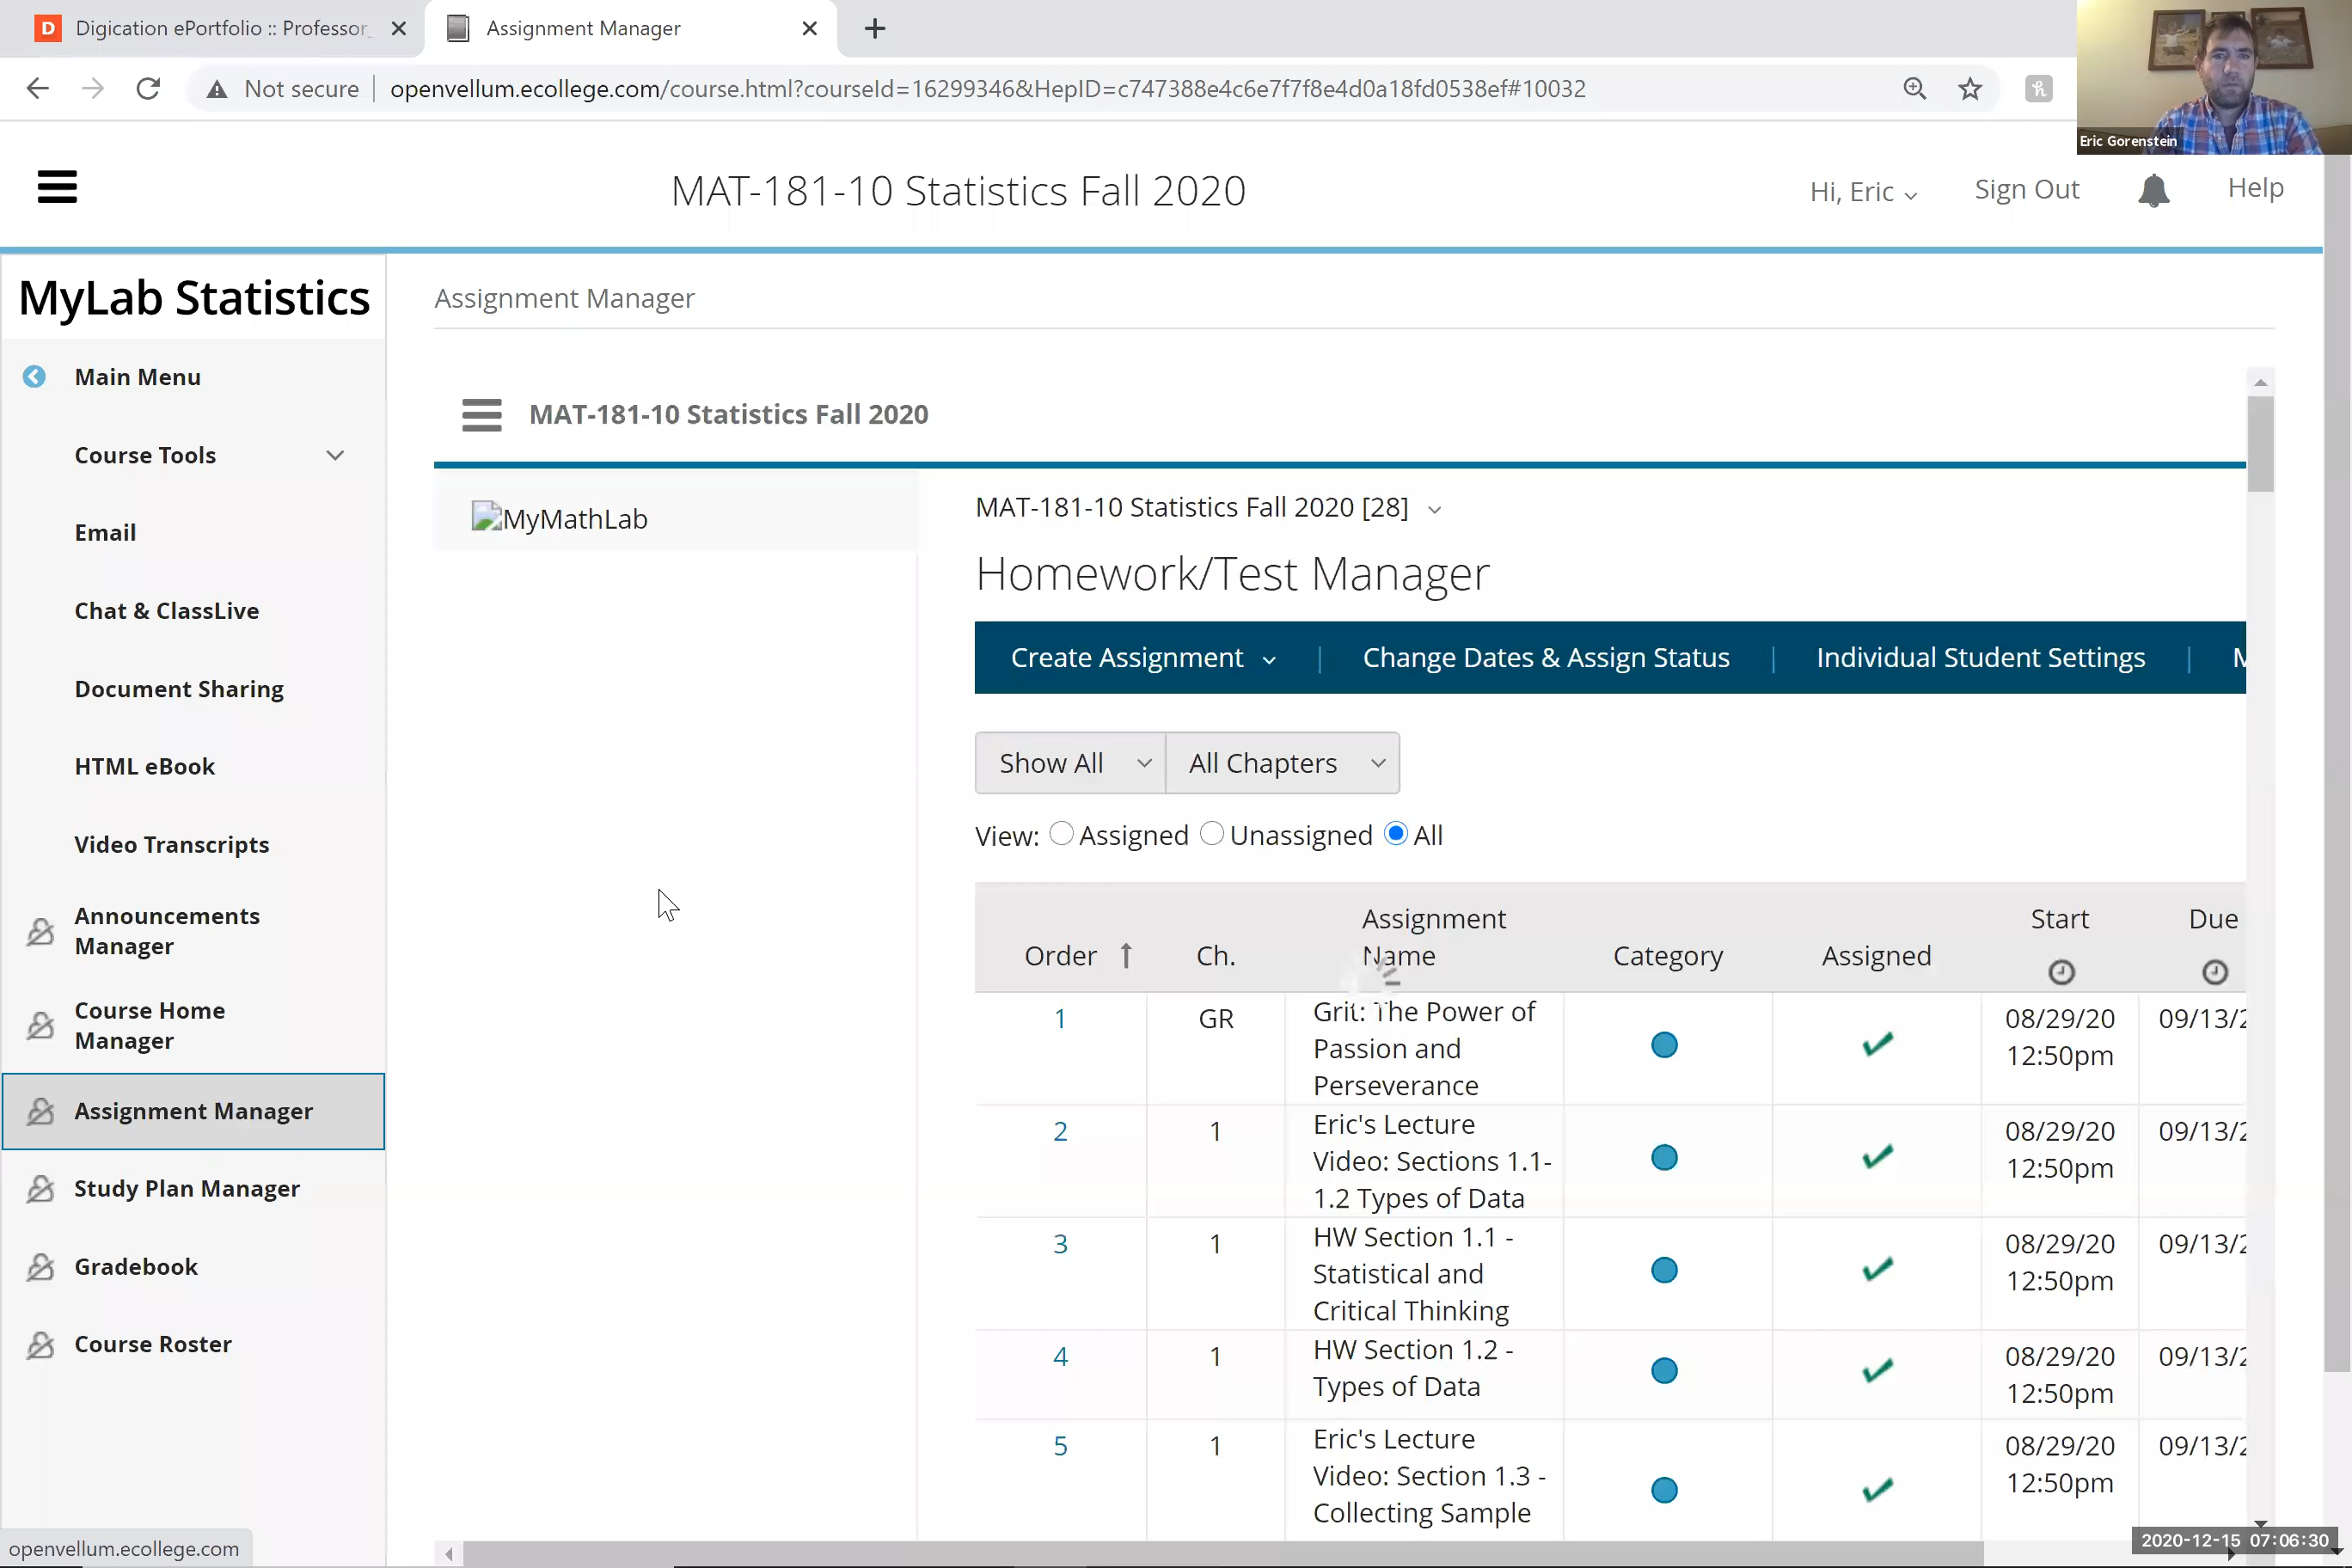 Digication ePortfolio :: Professor_
Assignment Manager
Not secure
openvellum.ecollege.com/course.html?courseId=16299346&HepID=c747388e4c6e7f7f8e4d0a18fd0538ef#10032
Eric Gorenstein
MAT-181-10 Statistics Fall 2020
Hi, Eric
Sign Out
Help
MyLab Statistics
Main Menu
Course Tools
Email
Chat & ClassLive
Document Sharing
HTML eBook
Video Transcripts
Announcements
Manager
Course Home
Manager
Assignment Manager
Study Plan Manager
Gradebook
Course Roster
openvellum.ecollege.com
Assignment Manager
MAT-181-10 Statistics Fall 2020
MyMathLab
MAT-181-10 Statistics Fall 2020 [28]
Homework/Test Manager
Create Assignment | Change Dates & Assign Status | Individual Student Settings |
Show All All Chapters
View: Assigned Unassigned All
Order Ch. Assignment Name Category Assigned Start Due
1 GR Grit: The Power of 08/29/20 09/13/2
Passion and 12:50pm
Perseverance
2 1 Eric's Lecture 08/29/20 09/13/2
Video: Sections 1.1- 12:50pm
1.2 Types of Data
3 1 HW Section 1.1 - 08/29/20 09/13/2
Statistical and 12:50pm
Critical Thinking
4 1 HW Section 1.2 - 08/29/20 09/13/2
Types of Data 12:50pm
5 1 Eric's Lecture 08/29/20 09/13/2
Video: Section 1.3 - 12:50pm
Collecting Sample
2020-12-15 07:06:30